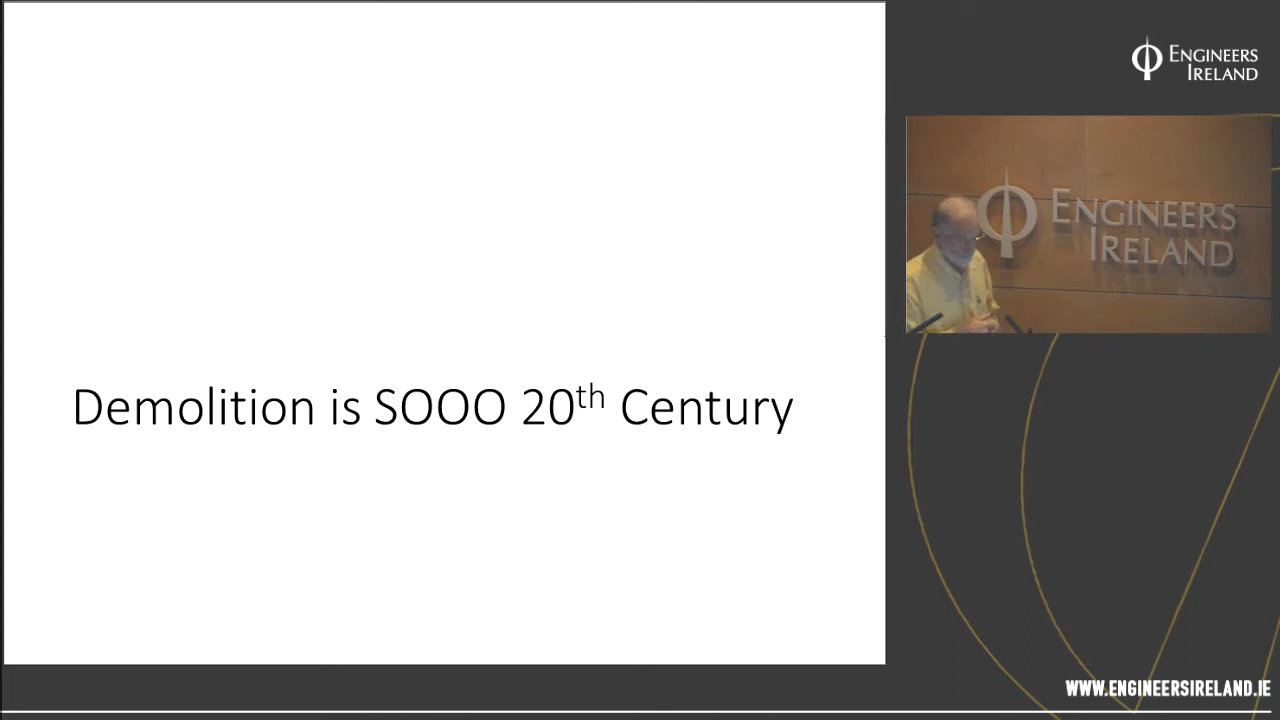 ENGINEERS
IRELAND
ENGINEERS
IRELAND
Demolition is SOOO 20th Century
WWW.ENGINEERSIRELAND.IE